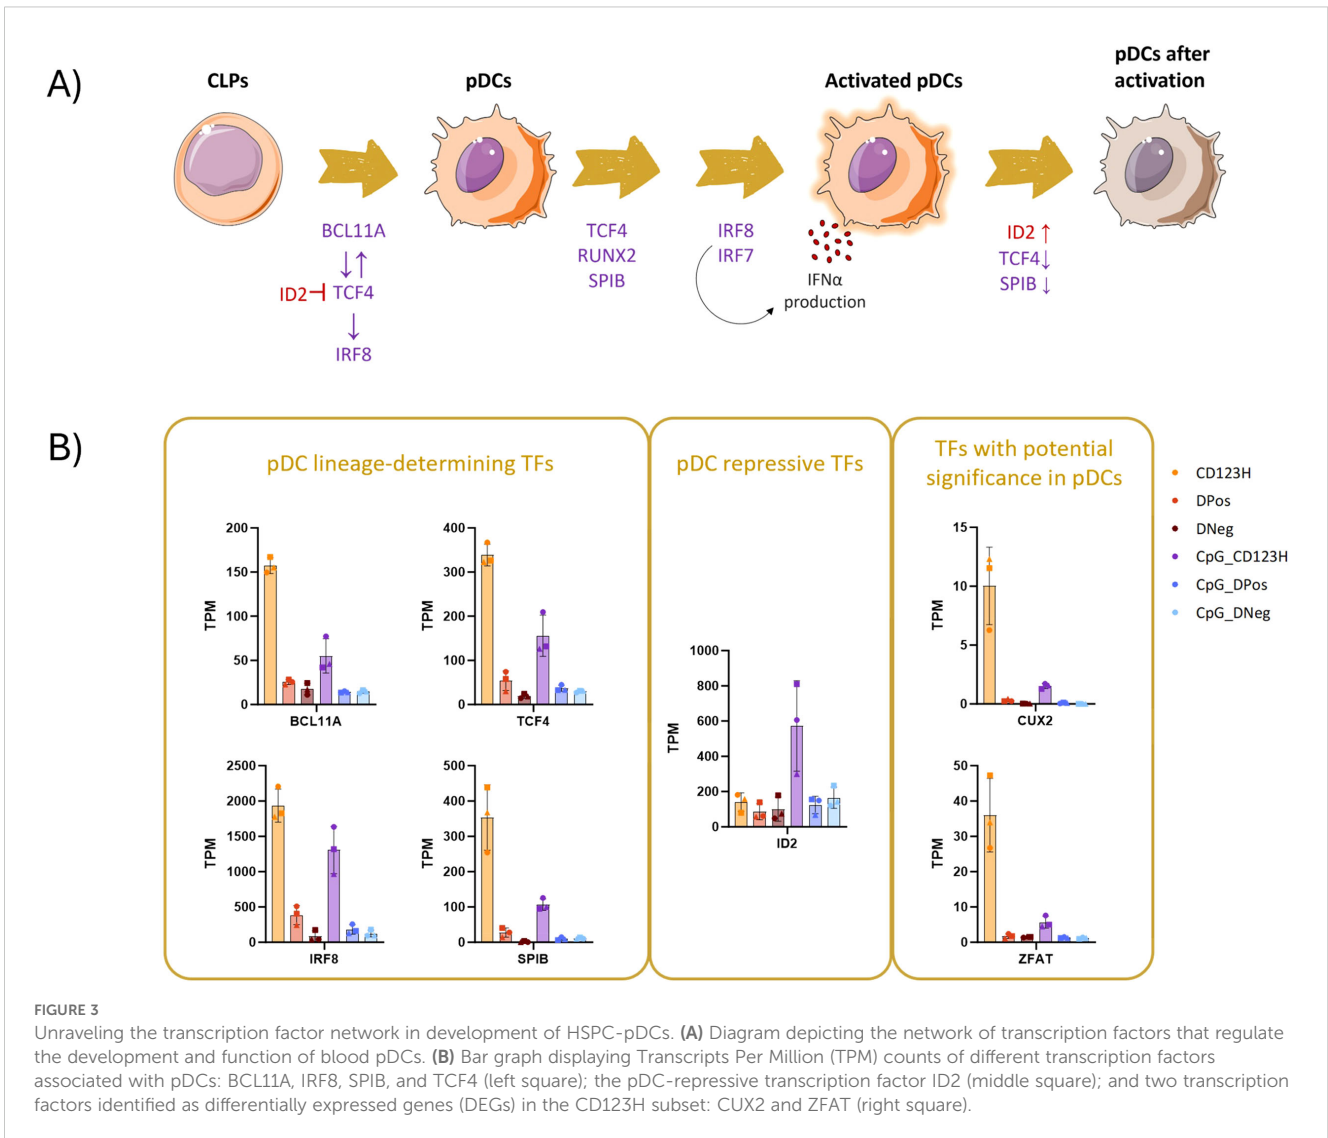 A)
CLPs
pDCs
Activated pDCs
pDCs after
activation
BCL11A
↓↑
ID2⊣TCF4
↓
IRF8
TCF4
RUNX2
SPIB
IRF8
IRF7
IFNα
production
ID2 ↑
TCF4↓
SPIB ↓
B)
pDC lineage-determining TFs
pDC repressive TFs
TFs with potential
significance in pDCs
CD123H
DPos
DNeg
CpG_CD123H
CpG_DPos
CpG_DNeg
200
150
100
50
0
TPM
BCL11A
400
300
200
100
0
TPM
TCF4
2500
2000
1500
1000
500
0
TPM
IRF8
500
400
300
200
100
0
TPM
SPIB
1000
800
600
400
200
0
TPM
ID2
15
10
5
0
TPM
CUX2
50
40
30
20
10
0
TPM
ZFAT
FIGURE 3
Unraveling the transcription factor network in development of HSPC-pDCs. (A) Diagram depicting the network of transcription factors that regulate
the development and function of blood pDCs. (B) Bar graph displaying Transcripts Per Million (TPM) counts of different transcription factors
associated with pDCs: BCL11A, IRF8, SPIB, and TCF4 (left square); the pDC-repressive transcription factor ID2 (middle square); and two transcription
factors identified as differentially expressed genes (DEGs) in the CD123H subset: CUX2 and ZFAT (right square).